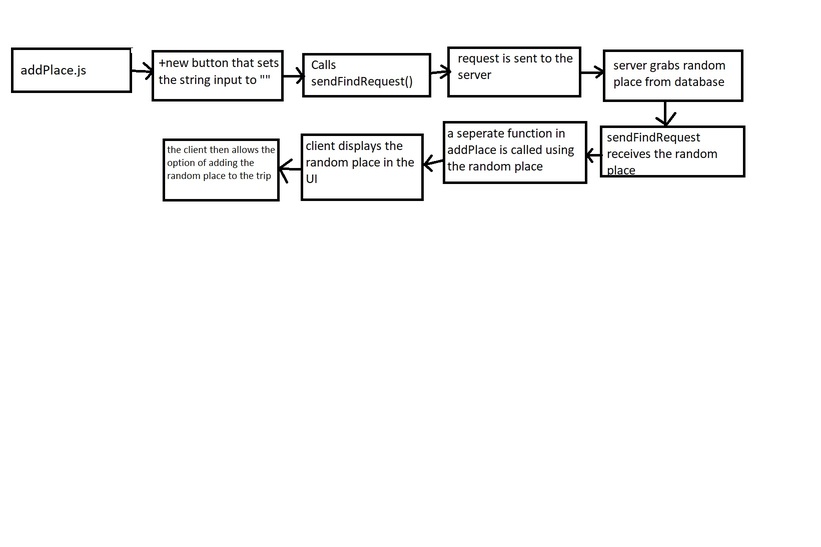 addPlace.js
+new button that sets
the string input to ""
Calls
sendFindRequest()
request is sent to the
server
server grabs random
place from database
sendFindRequest
receives the random
place
a seperate function in
addPlace is called using
the random place
client displays the
random place in the
UI
the client then allows the
option of adding the
random place to the trip